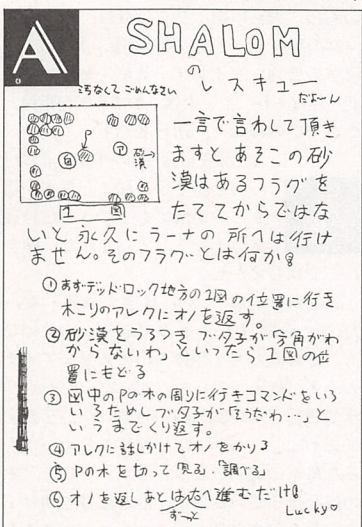 A
SHALOM
の
レスキュー
だよ〜ん
汚なくて ごめんなさい
一言で言わして頂き
ますと あそこの砂
漠はあるフラグを
たててからではな
いと永久にラーナの所へは行け
ません。そのフラグとは何か!
P
自
ア
砂→
漠
1 図
①まずデッドロック地方の1図の位置に行き
木こりのアレクにオノを返す。
②砂漠をうろつきブタ子が「方角がわ
からないわ」といったら1図の位
置にもどる
③図中のPの木の周りに行きコマンドをいろ
いろためしブタ子が「そうだわ…」と
いうまでくり返す。
④アレクに話しかけてオノをかりる
⑤Pの木を切って「見る」「調べる」
⑥オノを返しあとは左へ進むだけ!
ずーっと
Lucky♡